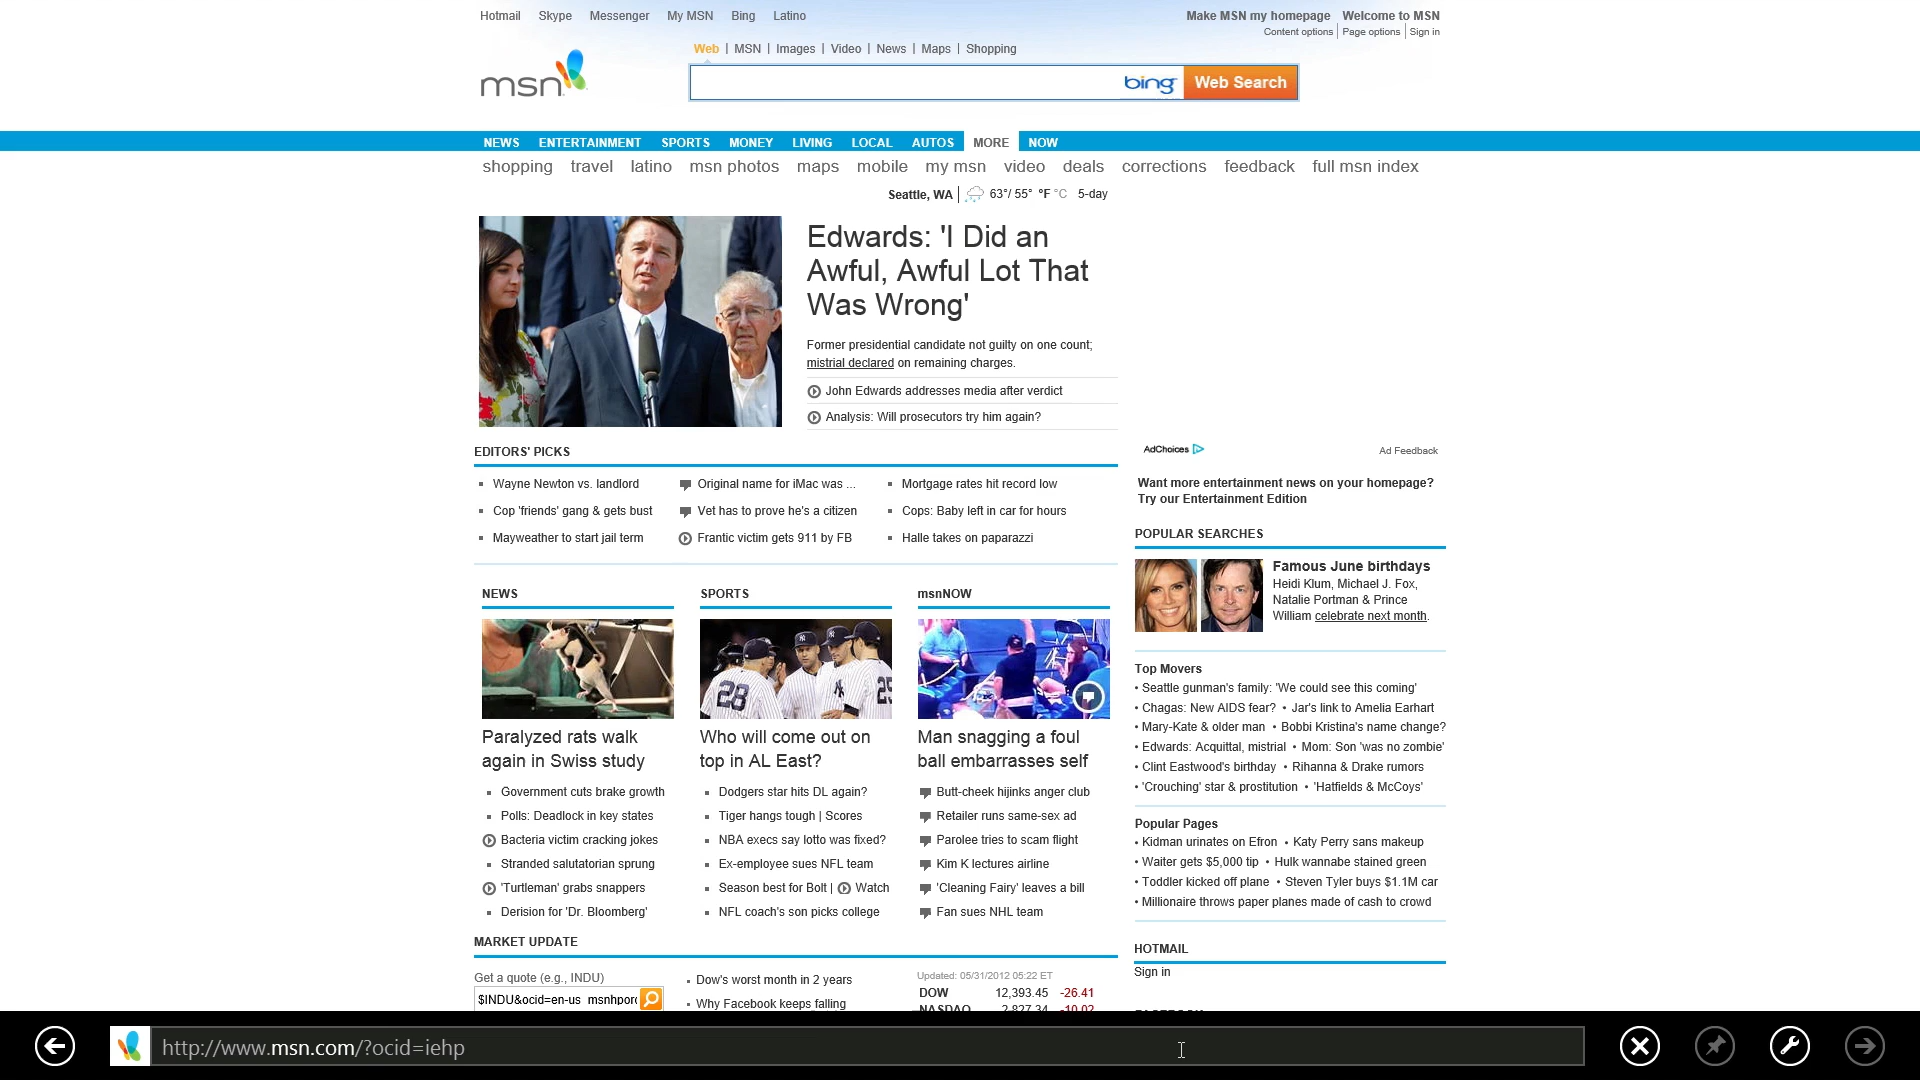 Hotmail Skype Messenger My MSN Bing Latino
Make MSN my homepage Welcome to MSN
Content options Page options Sign in
Web | MSN | Images | Video | News | Maps | Shopping
msn
bing Web Search
NEWS ENTERTAINMENT SPORTS MONEY LIVING LOCAL AUTOS MORE NOW
shopping travel latino msn photos maps mobile my msn video deals corrections feedback full msn index
Seattle, WA | 63°/ 55° °F °C 5-day
Edwards: 'I Did an
Awful, Awful Lot That
Was Wrong'
Former presidential candidate not guilty on one count;
mistrial declared on remaining charges.
John Edwards addresses media after verdict
Analysis: Will prosecutors try him again?
EDITORS' PICKS
Wayne Newton vs. landlord
Cop 'friends' gang & gets bust
Mayweather to start jail term
Original name for iMac was ...
Vet has to prove he's a citizen
Frantic victim gets 911 by FB
Mortgage rates hit record low
Cops: Baby left in car for hours
Halle takes on paparazzi
NEWS
28
Paralyzed rats walk
again in Swiss study
Government cuts brake growth
Polls: Deadlock in key states
Bacteria victim cracking jokes
Stranded salutatorian sprung
'Turtleman' grabs snappers
Derision for 'Dr. Bloomberg'
SPORTS
Who will come out on
top in AL East?
Dodgers star hits DL again?
Tiger hangs tough | Scores
NBA execs say lotto was fixed?
Ex-employee sues NFL team
Season best for Bolt | Watch
NFL coach's son picks college
msnNOW
Man snagging a foul
ball embarrasses self
Butt-cheek hijinks anger club
Retailer runs same-sex ad
Parolee tries to scam flight
Kim K lectures airline
'Cleaning Fairy' leaves a bill
Fan sues NHL team
MARKET UPDATE
Get a quote (e.g., INDU)
$INDU&ocid=en-us
Dow's worst month in 2 years
Why Facebook keeps falling
Updated: 05/31/2012 05:22 ET
DOW 12,393.45 -26.41
NASDAQ 2,827.34 -10.02
AdChoices Ad Feedback
Want more entertainment news on your homepage?
Try our Entertainment Edition
POPULAR SEARCHES
Famous June birthdays
Heidi Klum, Michael J. Fox,
Natalie Portman & Prince
William celebrate next month.
Top Movers
• Seattle gunman's family: 'We could see this coming'
• Chagas: New AIDS fear? • Jar's link to Amelia Earhart
• Mary-Kate & older man • Bobbi Kristina's name change?
• Edwards: Acquittal, mistrial • Mom: Son 'was no zombie'
• Clint Eastwood's birthday • Rihanna & Drake rumors
• 'Crouching' star & prostitution • 'Hatfields & McCoys'
Popular Pages
• Kidman urinates on Efron • Katy Perry sans makeup
• Waiter gets $5,000 tip • Hulk wannabe stained green
• Toddler kicked off plane • Steven Tyler buys $1.1M car
• Millionaire throws paper planes made of cash to crowd
HOTMAIL
Sign in
http://www.msn.com/?ocid=iehp